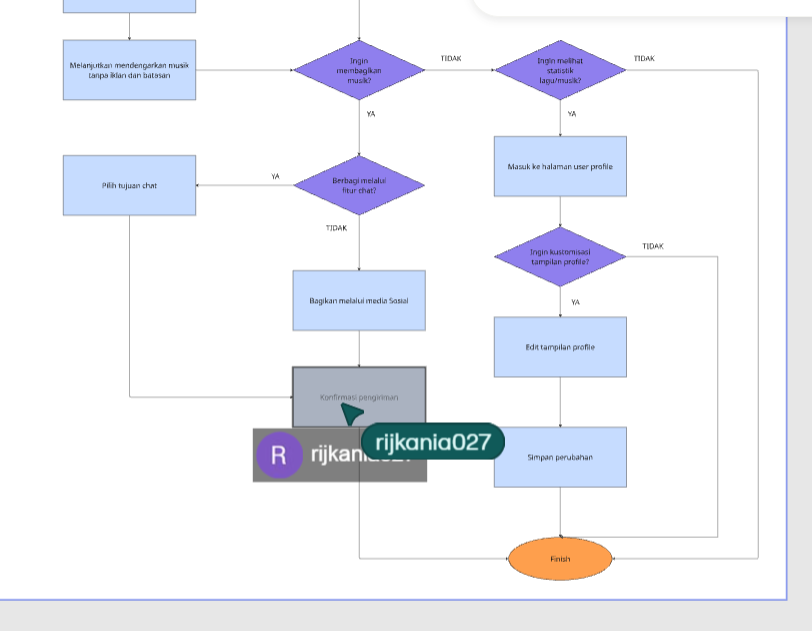 Melanjutkan mendengarkan musik
tanpa iklan dan batasan
Ingin
membagikan
musik?
TIDAK
Ingin melihat
statistik
lagu/musik?
TIDAK
YA
YA
Pilih tujuan chat
YA
Berbagi melalui
fitur chat?
Masuk ke halaman user profile
TIDAK
Ingin kustomisasi
tampilan profile?
TIDAK
Bagikan melalui media Sosial
YA
Edit tampilan profile
Konfirmasi pengiriman
R
rijkania027
rijkania027
Simpan perubahan
Finish